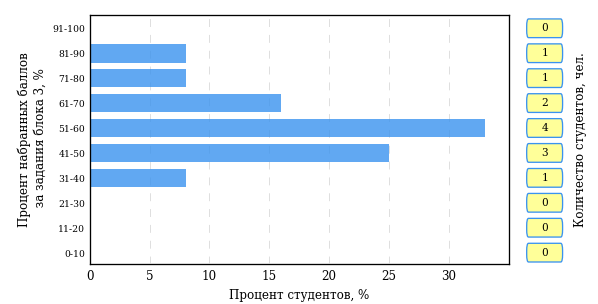 Процент набранных баллов
за задания блока 3, %
91-100 0
81-90 1
71-80 1
61-70 2
51-60 4
41-50 3
31-40 1
21-30 0
11-20 0
0-10 0
Количество студентов, чел.
0 5 10 15 20 25 30
Процент студентов, %